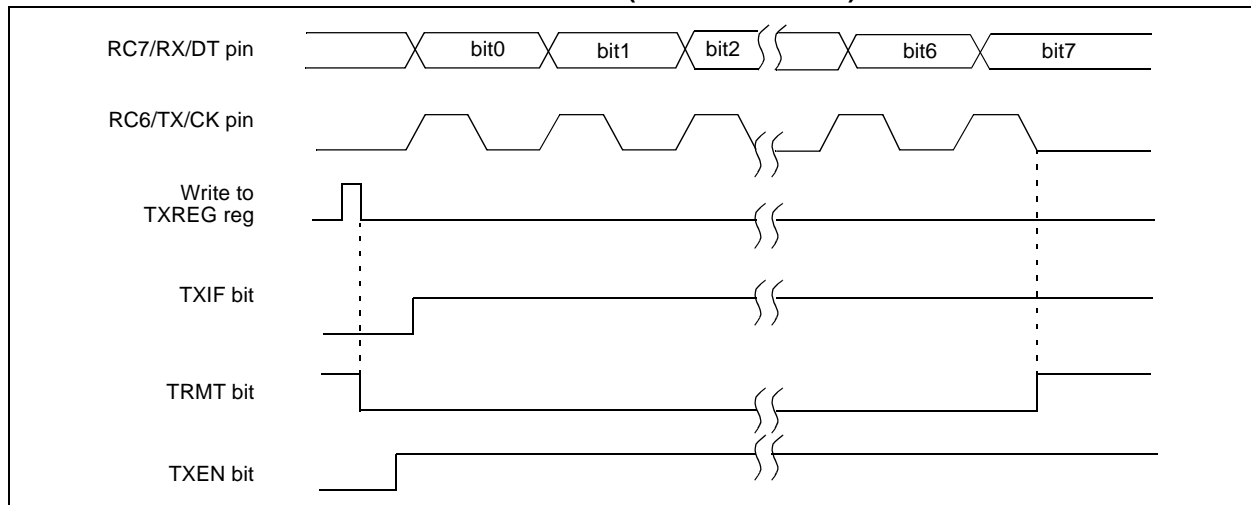 RC7/RX/DT pin
bit0 bit1 bit2 bit6 bit7
RC6/TX/CK pin
Write to
TXREG reg
TXIF bit
TRMT bit
TXEN bit